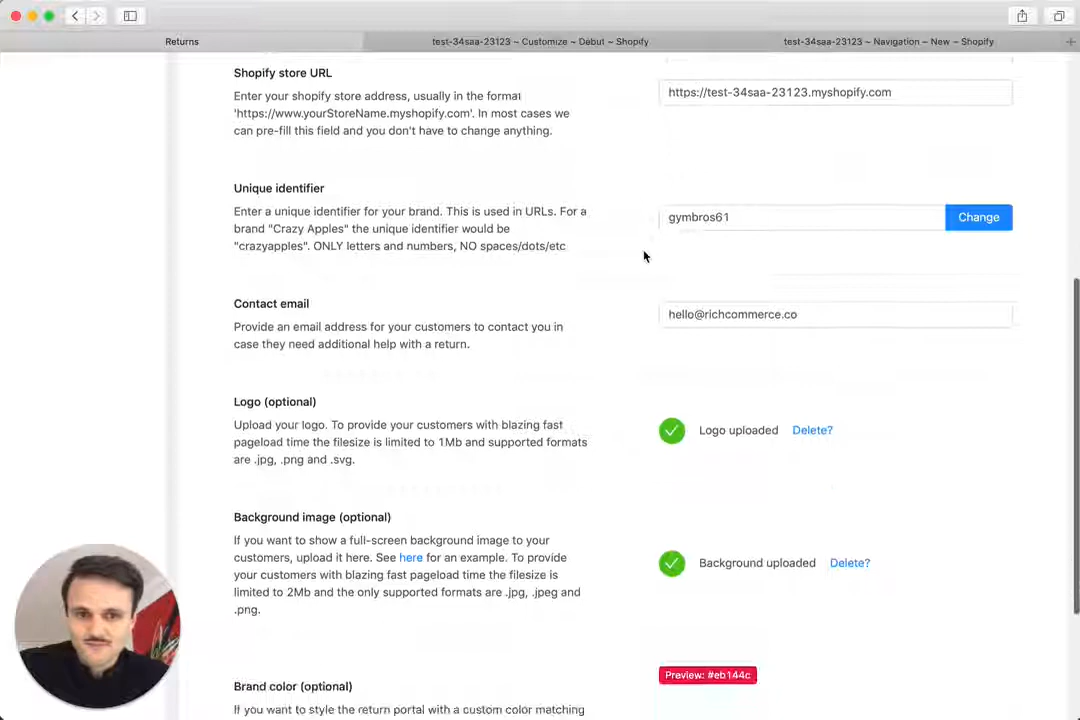 Returns
test-34saa-23123 ~ Customize ~ Debut ~ Shopify
test-34saa-23123 ~ Navigation ~ New ~ Shopify
Shopify store URL
Enter your shopify store address, usually in the format
'https://www.yourStoreName.myshopify.com'. In most cases we
can pre-fill this field and you don't have to change anything.
https://test-34saa-23123.myshopify.com
Unique identifier
Enter a unique identifier for your brand. This is used in URLs. For a
brand "Crazy Apples" the unique identifier would be
"crazyapples". ONLY letters and numbers, NO spaces/dots/etc
gymbros61
Change
Contact email
Provide an email address for your customers to contact you in
case they need additional help with a return.
hello@richcommerce.co
Logo (optional)
Upload your logo. To provide your customers with blazing fast
pageload time the filesize is limited to 1Mb and supported formats
are .jpg, .png and .svg.
Logo uploaded Delete?
Background image (optional)
If you want to show a full-screen background image to your
customers, upload it here. See here for an example. To provide
your customers with blazing fast pageload time the filesize is
limited to 2Mb and the only supported formats are .jpg, .jpeg and
.png.
Background uploaded Delete?
Brand color (optional)
If you want to style the return portal with a custom color matching
Preview: #eb144c